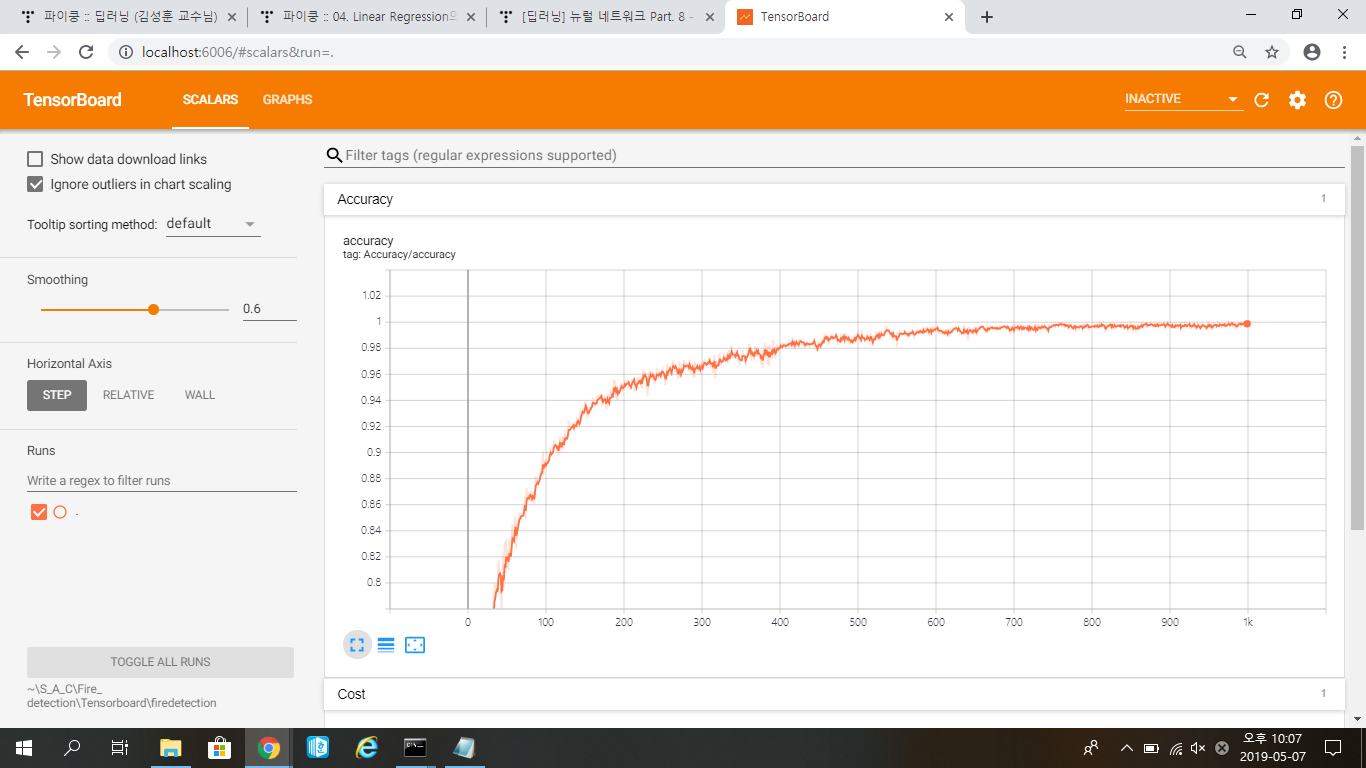 파이쿵 :: 딥러닝 (김성훈 교수님)
파이쿵 :: 04. Linear Regression의
[딥러닝] 뉴럴 네트워크 Part. 8 -
TensorBoard
localhost:6006/#scalars&run=.
TensorBoard
SCALARS
GRAPHS
INACTIVE
Show data download links
Ignore outliers in chart scaling
Tooltip sorting method: default
Smoothing
0.6
Horizontal Axis
STEP
RELATIVE
WALL
Runs
Write a regex to filter runs
.
TOGGLE ALL RUNS
~\S_A_C\Fire_
detection\Tensorboard\firedetection
Filter tags (regular expressions supported)
Accuracy 1
accuracy
tag: Accuracy/accuracy
1.02
1
0.98
0.96
0.94
0.92
0.9
0.88
0.86
0.84
0.82
0.8
0 100 200 300 400 500 600 700 800 900 1k
Cost 1
오후 10:07
2019-05-07